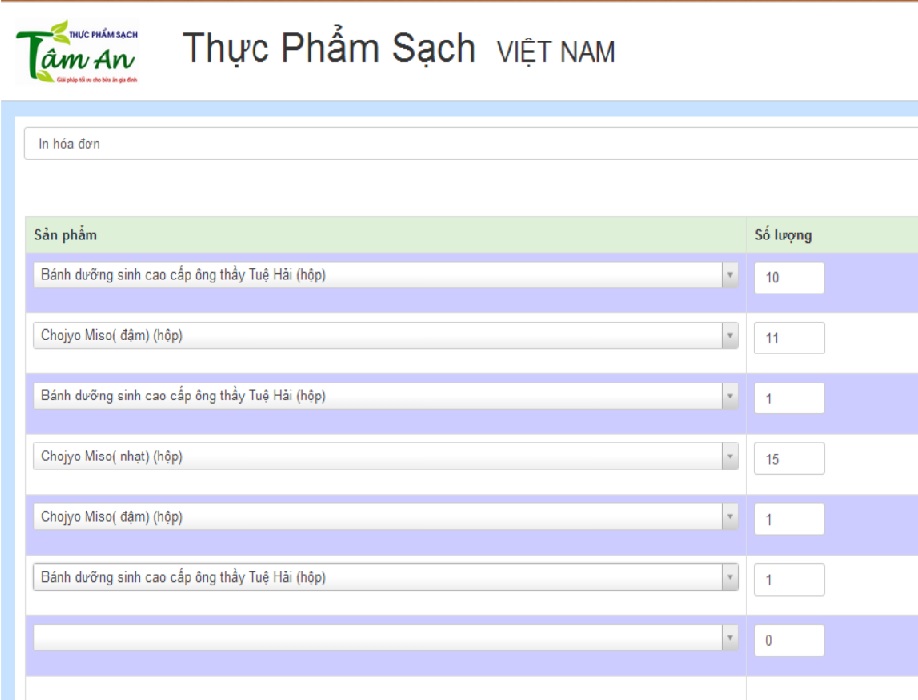 THỰC PHẨM SẠCH
Tâm An
Giải pháp tối ưu cho bữa ăn gia đình
Thực Phẩm Sạch VIỆT NAM
In hóa đơn
Sản phẩm Số lượng
Bánh dưỡng sinh cao cấp ông thầy Tuệ Hải (hộp) 10
Chojyo Miso( đậm) (hộp) 11
Bánh dưỡng sinh cao cấp ông thầy Tuệ Hải (hộp) 1
Chojyo Miso( nhạt) (hộp) 15
Chojyo Miso( đậm) (hộp) 1
Bánh dưỡng sinh cao cấp ông thầy Tuệ Hải (hộp) 1
0